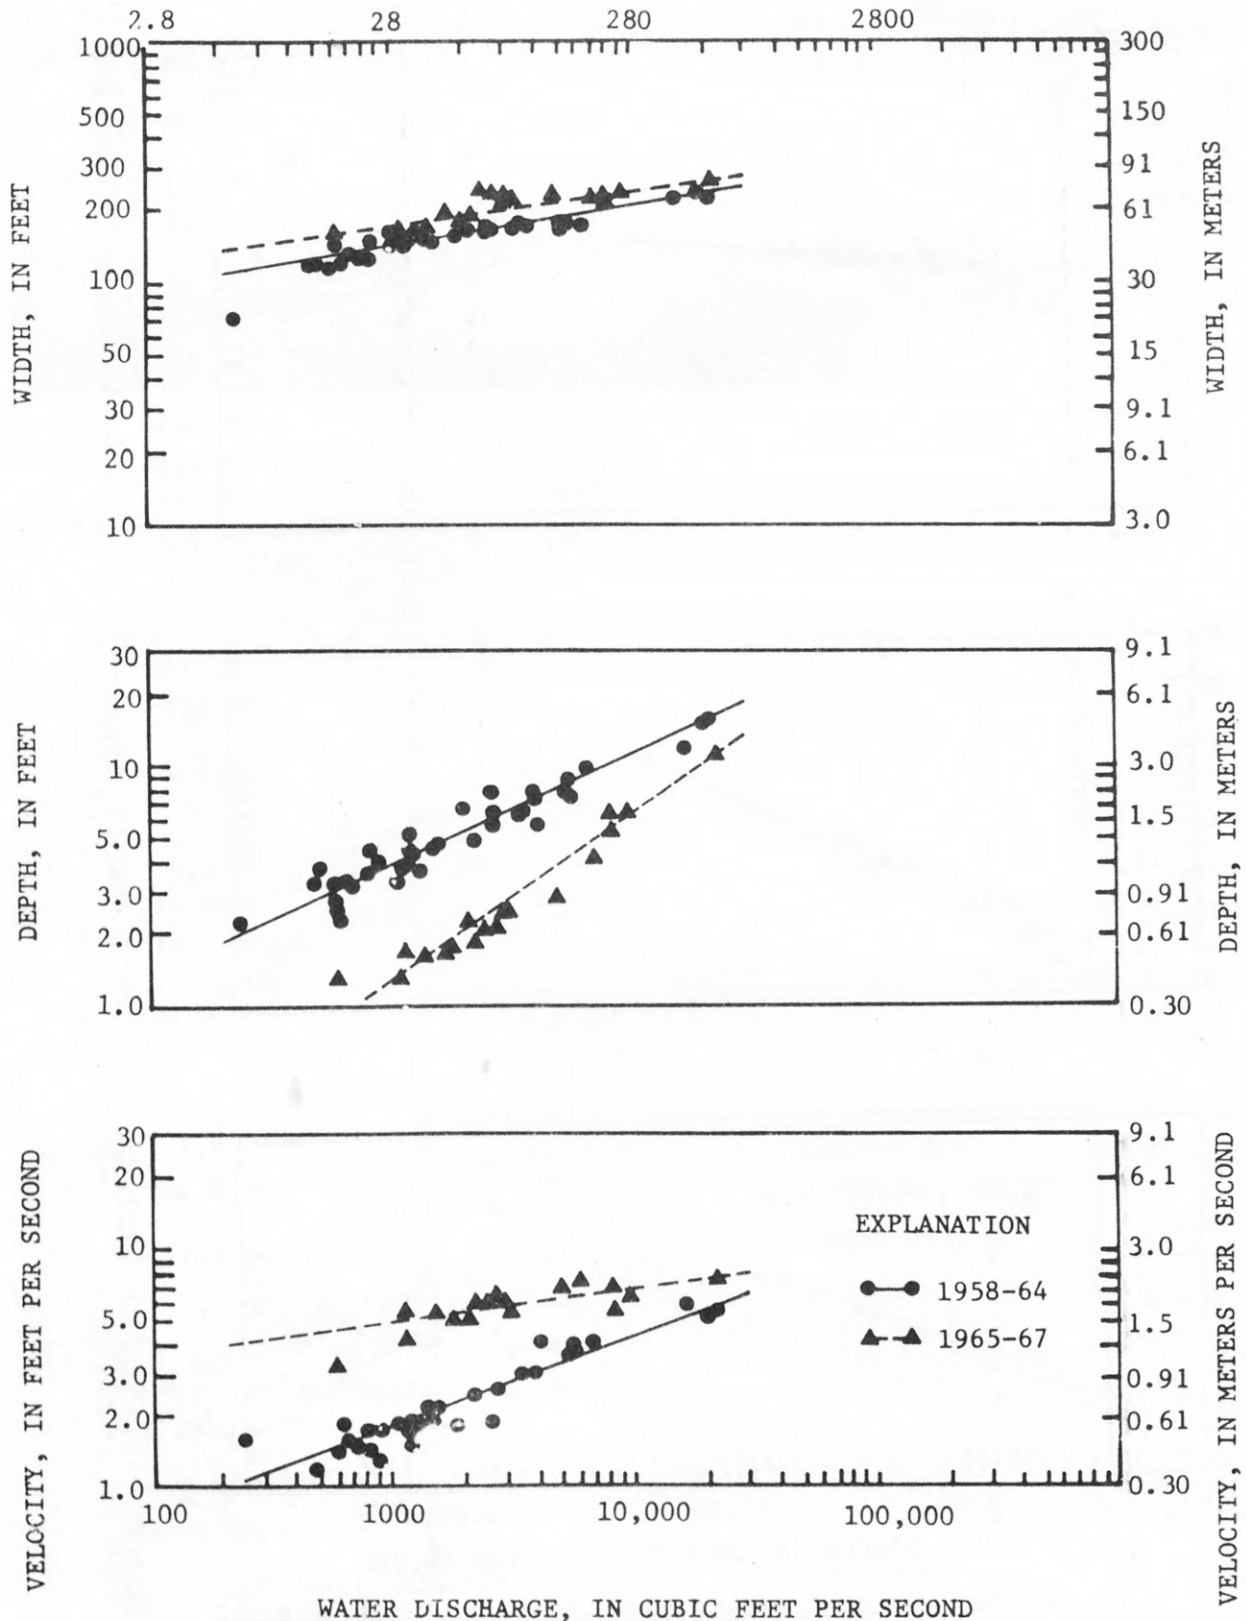 2.8 28 280 2800
1000 300
500 150
300 91
200 61
100 30
50 15
30 9.1
20 6.1
10 3.0
WIDTH, IN FEET
WIDTH, IN METERS
30 9.1
20 6.1
10 3.0
5.0 1.5
3.0 0.91
2.0 0.61
1.0 0.30
DEPTH, IN FEET
DEPTH, IN METERS
30 9.1
20 6.1
10 3.0
5.0 1.5
3.0 0.91
2.0 0.61
1.0 0.30
VELOCITY, IN FEET PER SECOND
VELOCITY, IN METERS PER SECOND
EXPLANATION
1958-64
1965-67
100 1000 10,000 100,000
WATER DISCHARGE, IN CUBIC FEET PER SECOND